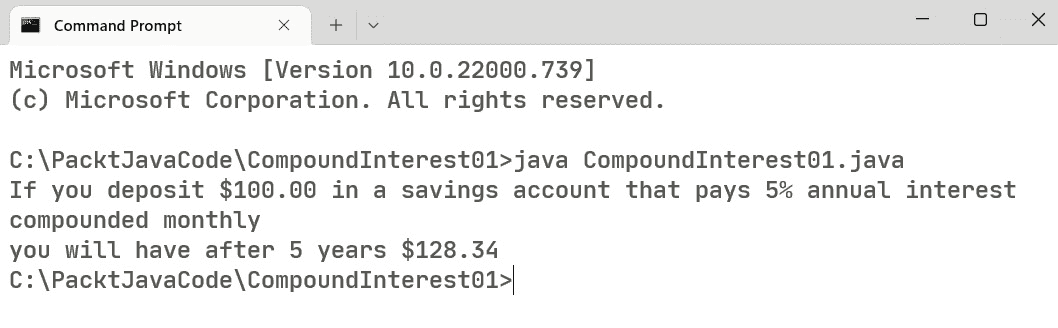 Command Prompt
Microsoft Windows [Version 10.0.22000.739]
(c) Microsoft Corporation. All rights reserved.
C:\PacktJavaCode\CompoundInterest01>java CompoundInterest01.java
If you deposit $100.00 in a savings account that pays 5% annual interest
compounded monthly
you will have after 5 years $128.34
C:\PacktJavaCode\CompoundInterest01>